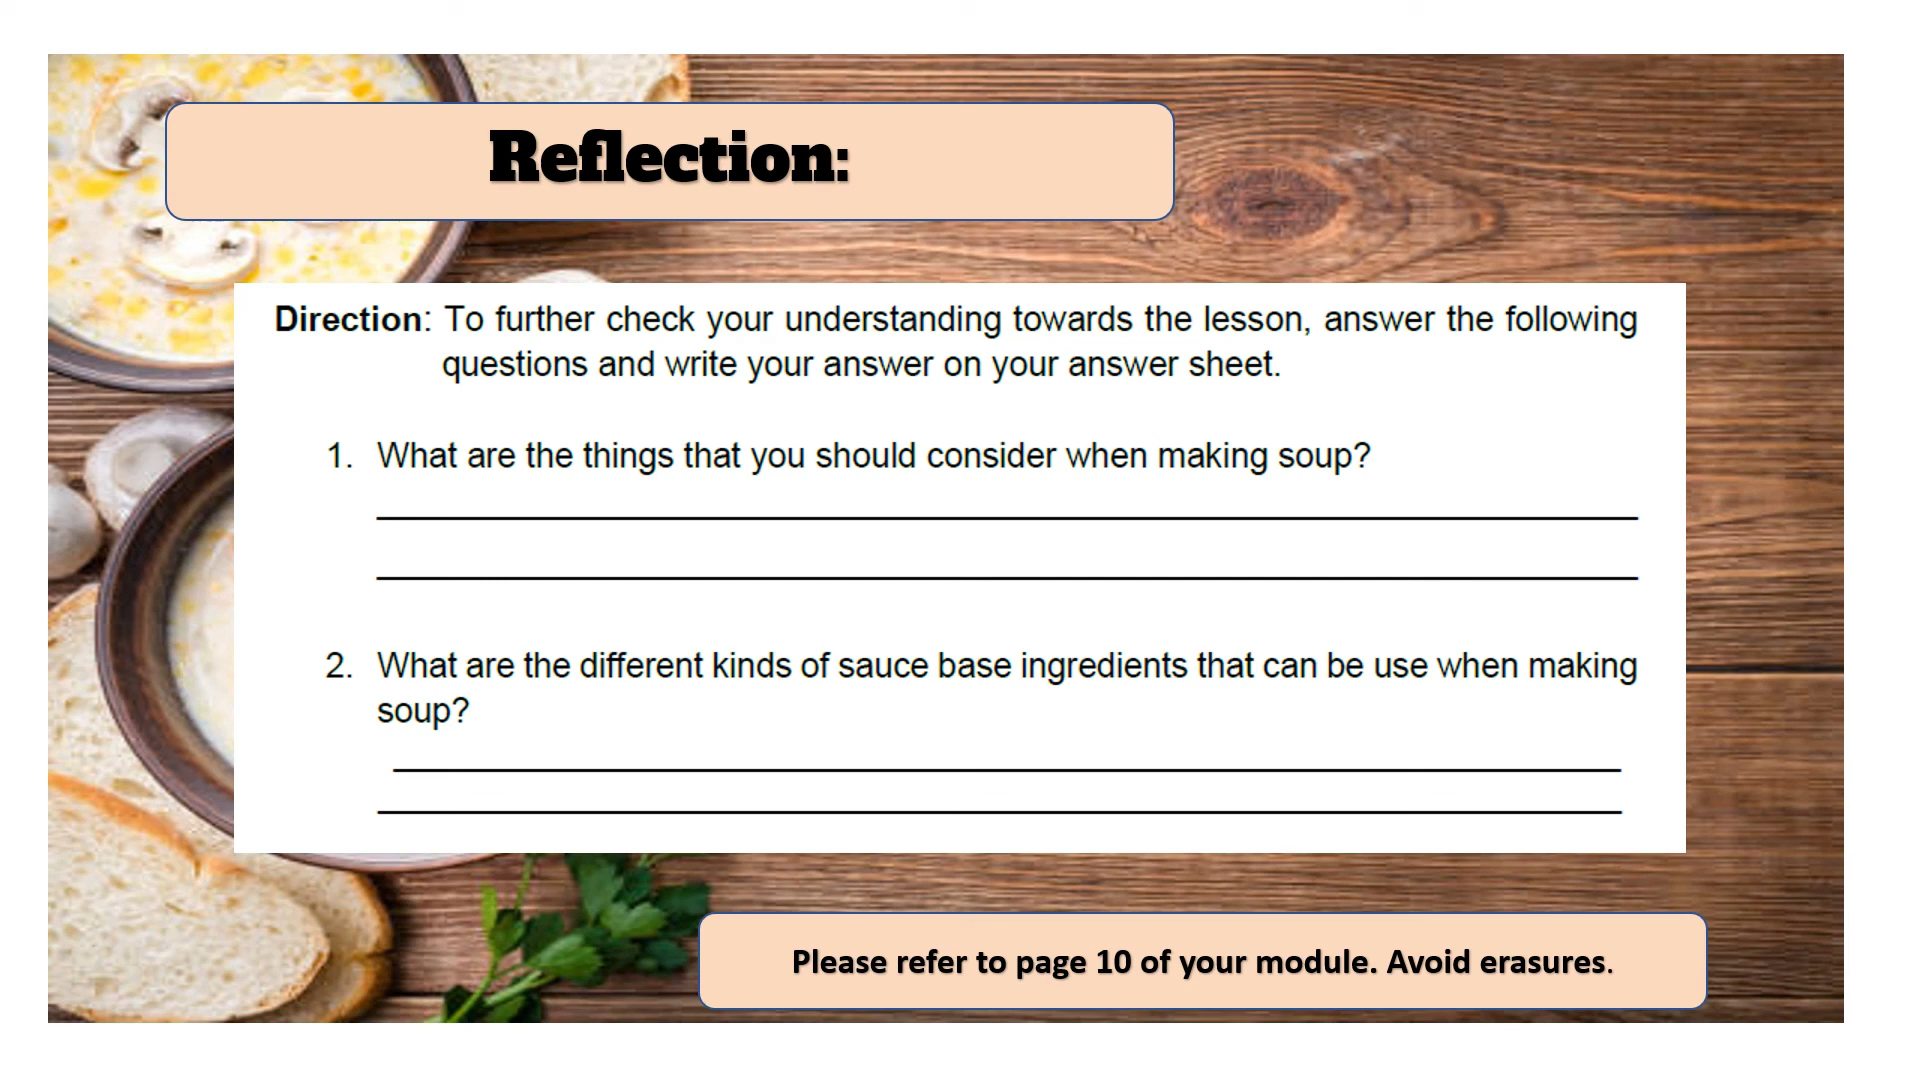 Reflection:
Direction: To further check your understanding towards the lesson, answer the following
questions and write your answer on your answer sheet.
1. What are the things that you should consider when making soup?
2. What are the different kinds of sauce base ingredients that can be use when making
soup?
Please refer to page 10 of your module. Avoid erasures.